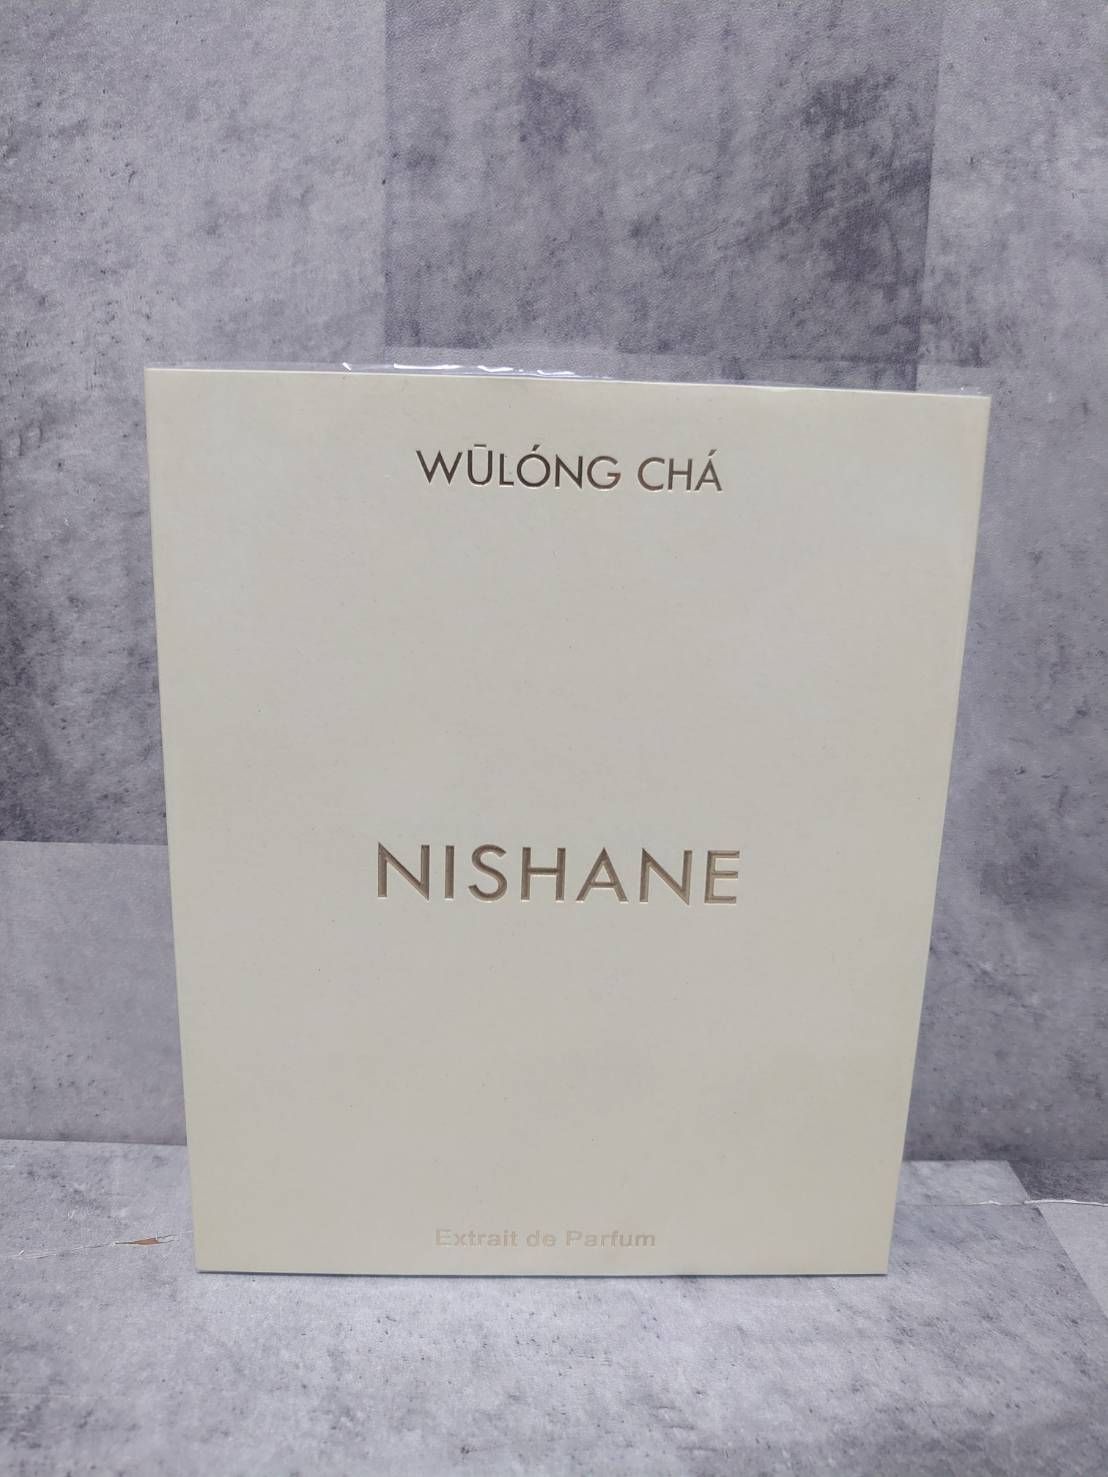 WŪLÓNG CHÁ
NISHANE
Extrait de Parfum